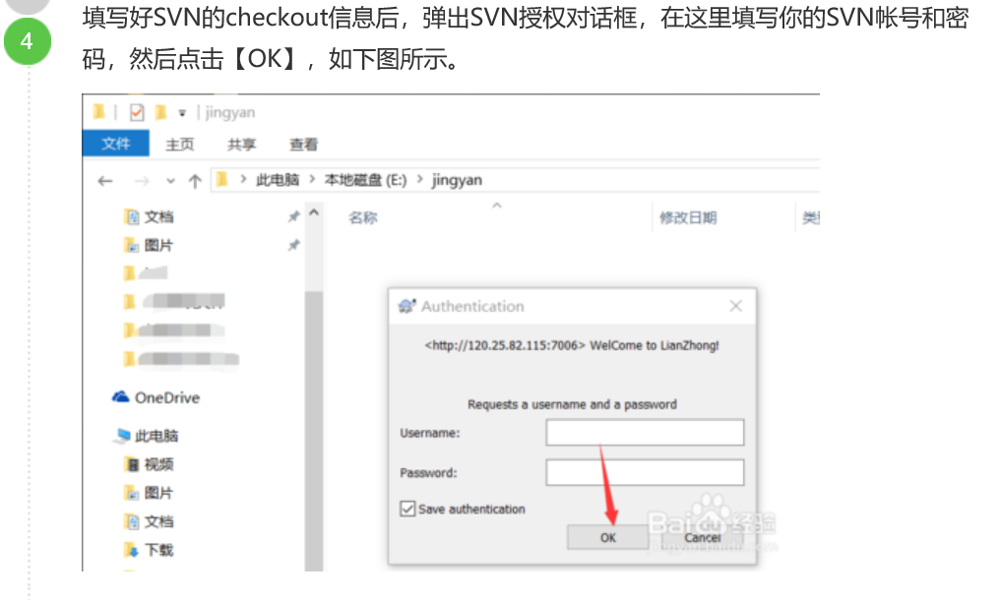 填写好SVN的checkout信息后，弹出SVN授权对话框，在这里填写你的SVN帐号和密
4
码，然后点击【OK】，如下图所示。
jingyan
文件 主页 共享 查看
此电脑 本地磁盘 (E:) jingyan
名称 修改日期
文档
图片
OneDrive
此电脑
视频
图片
文档
下载
Authentication
<http://120.25.82.115:7006> WelCome to LianZhong!
Requests a username and a password
Username:
Password:
Save authentication
OK Cancel
Baidu经验
jingyan.baidu.com